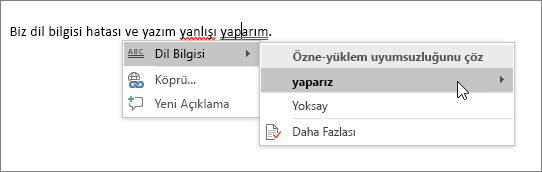 Biz dil bilgisi hatası ve yazım yanlışı yaparım.
ABC Dil Bilgisi
Özne-yüklem uyumsuzluğunu çöz
yaparız
Köprü...
Yoksay
Yeni Açıklama
Daha Fazlası